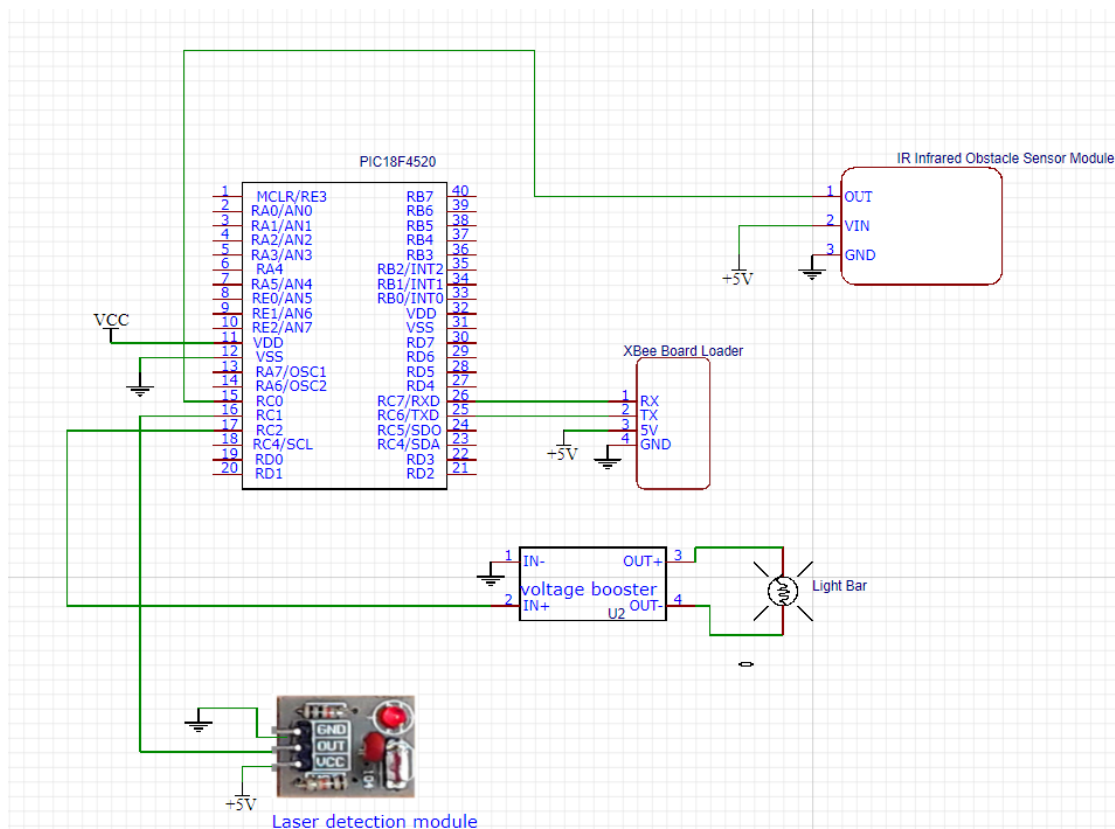 PIC18F4520
IR Infrared Obstacle Sensor Module
1 MCLR/RE3 RB7 40
2 RA0/AN0 RB6 39
3 RA1/AN1 RB5 38
4 RA2/AN2 RB4 37
5 RA3/AN3 RB3 36
6 RA4 RB2/INT2 35
7 RA5/AN4 RB1/INT1 34
8 RE0/AN5 RB0/INT0 33
9 RE1/AN6 VDD 32
10 RE2/AN7 VSS 31
11 VDD RD7 30
12 VSS RD6 29
13 RA7/OSC1 RD5 28
14 RA6/OSC2 RD4 27
15 RC0 RC7/RXD 26
16 RC1 RC6/TXD 25
17 RC2 RC5/SDO 24
18 RC4/SCL RC4/SDA 23
19 RD0 RD3 22
20 RD1 RD2 21
VCC
1 OUT
2 VIN
3 GND
+5V
XBee Board Loader
1 RX
2 TX
3 5V
4 GND
+5V
1 IN- OUT+ 3
voltage booster
2 IN+ OUT- 4
U2
Light Bar
GND
OUT
VCC
104
+5V
Laser detection module